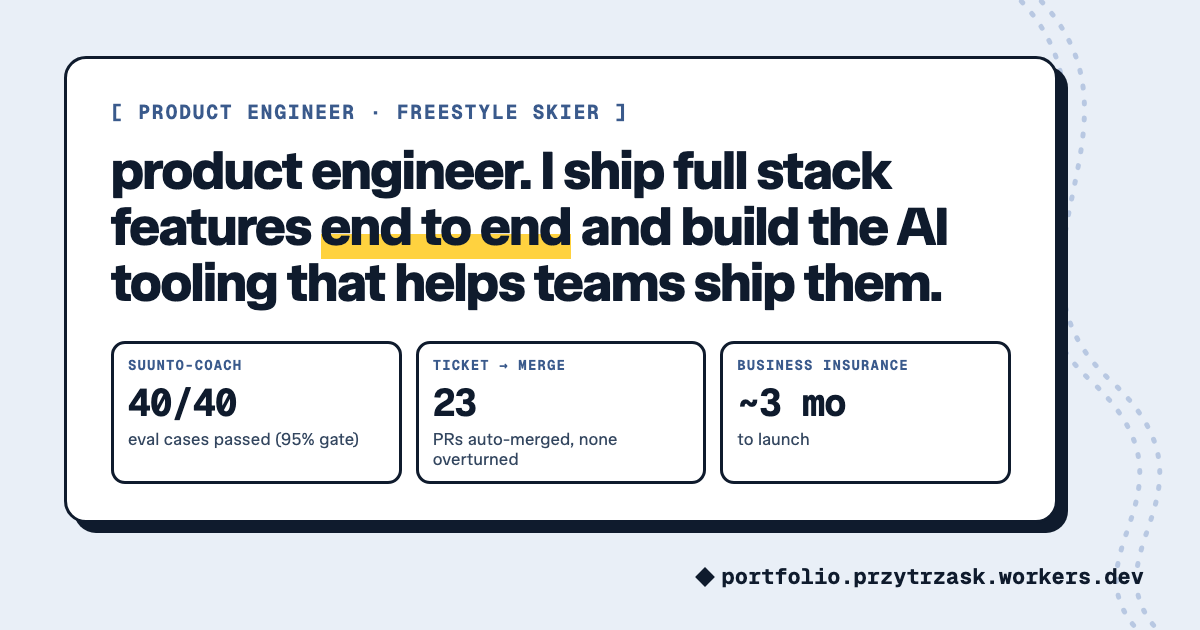 [ PRODUCT ENGINEER · FREESTYLE SKIER ]
product engineer. I ship full stack
features end to end and build the AI
tooling that helps teams ship them.
SUUNTO-COACH
40/40
eval cases passed (95% gate)
TICKET → MERGE
23
PRs auto-merged, none
overturned
BUSINESS INSURANCE
~3 mo
to launch
◆ portfolio.przytrzask.workers.dev